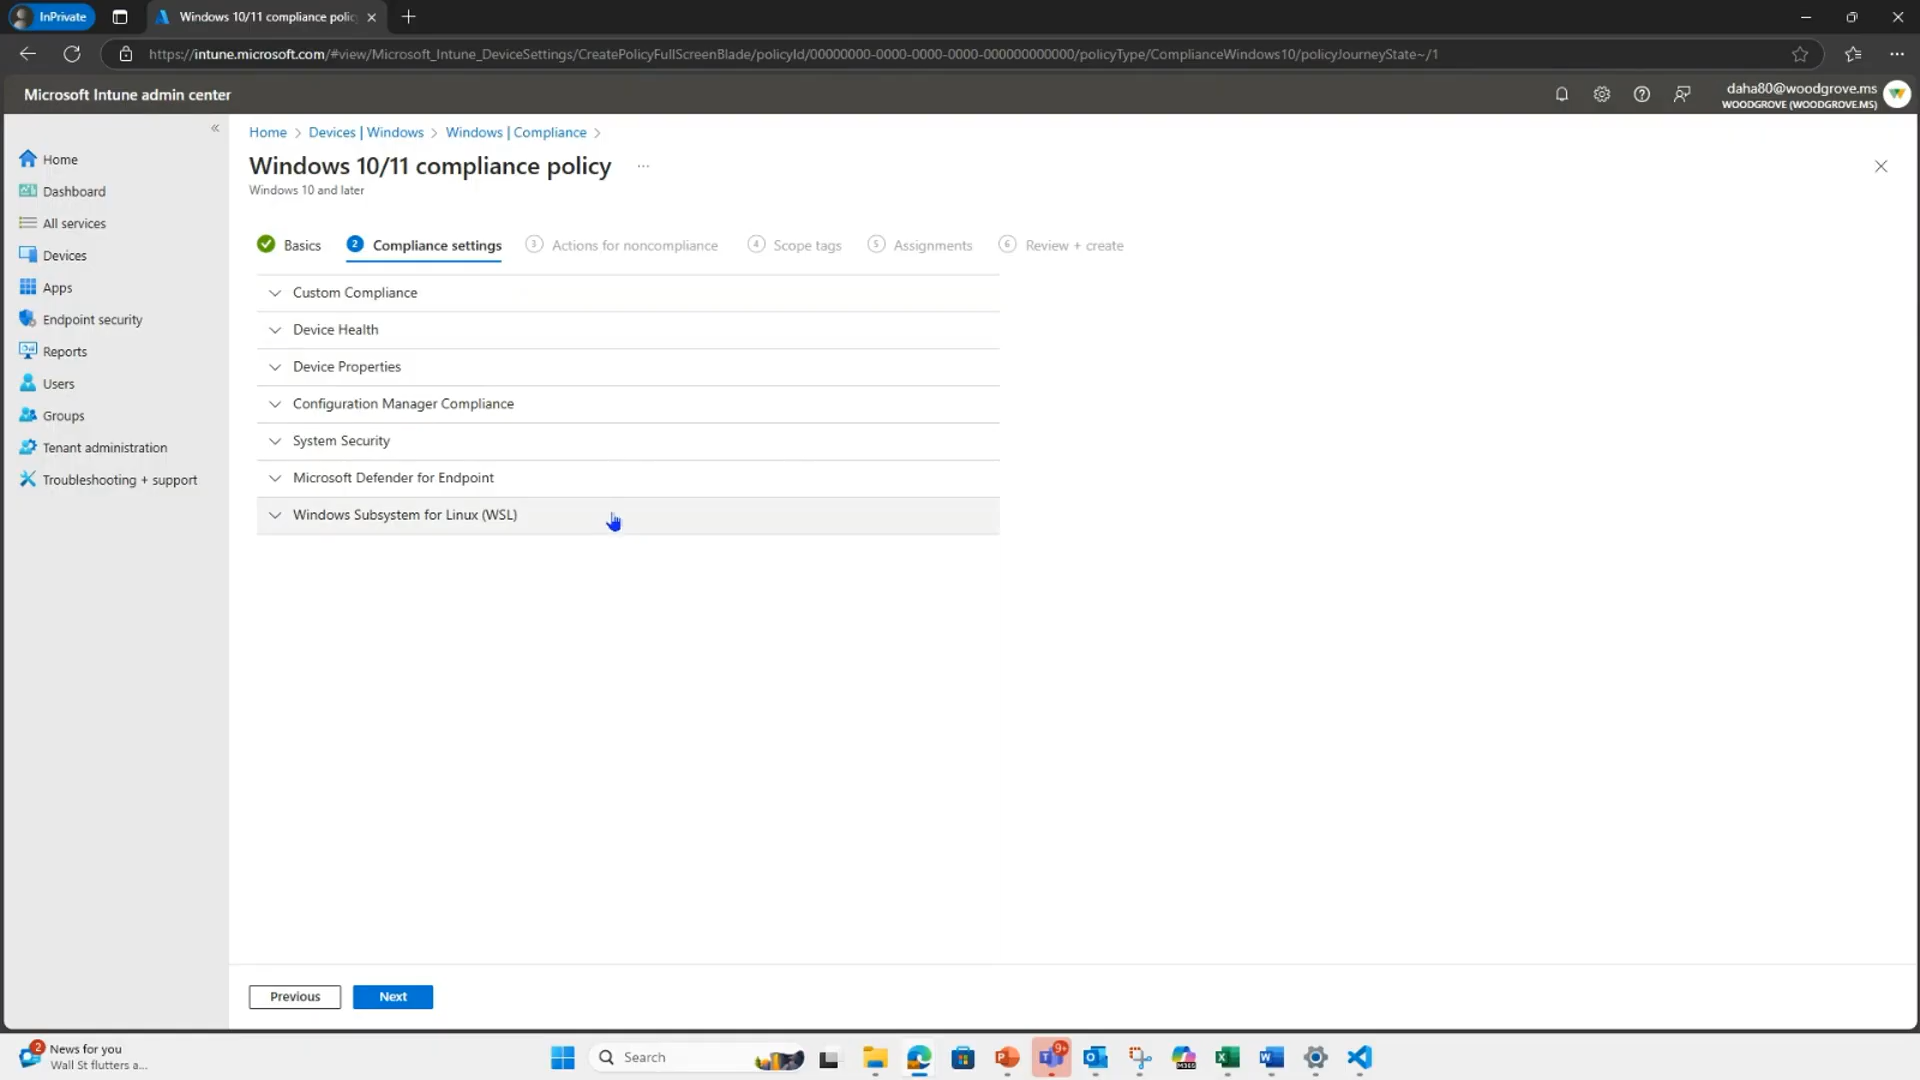 InPrivate
Windows 10/11 compliance polic
https://intune.microsoft.com/#view/Microsoft_Intune_DeviceSettings/CreatePolicyFullScreenBlade/policyId/00000000-0000-0000-0000-000000000000/policyType/ComplianceWindows10/policyJourneyState~/1
Microsoft Intune admin center
daha80@woodgrove.ms
WOODGROVE (WOODGROVE.MS)
Home
Dashboard
All services
Devices
Apps
Endpoint security
Reports
Users
Groups
Tenant administration
Troubleshooting + support
Home > Devices | Windows > Windows | Compliance >
Windows 10/11 compliance policy ...
Windows 10 and later
Basics 2 Compliance settings 3 Actions for noncompliance 4 Scope tags 5 Assignments 6 Review + create
Custom Compliance
Device Health
Device Properties
Configuration Manager Compliance
System Security
Microsoft Defender for Endpoint
Windows Subsystem for Linux (WSL)
Previous Next
2
News for you
Wall St flutters a...
Search
9+
M365